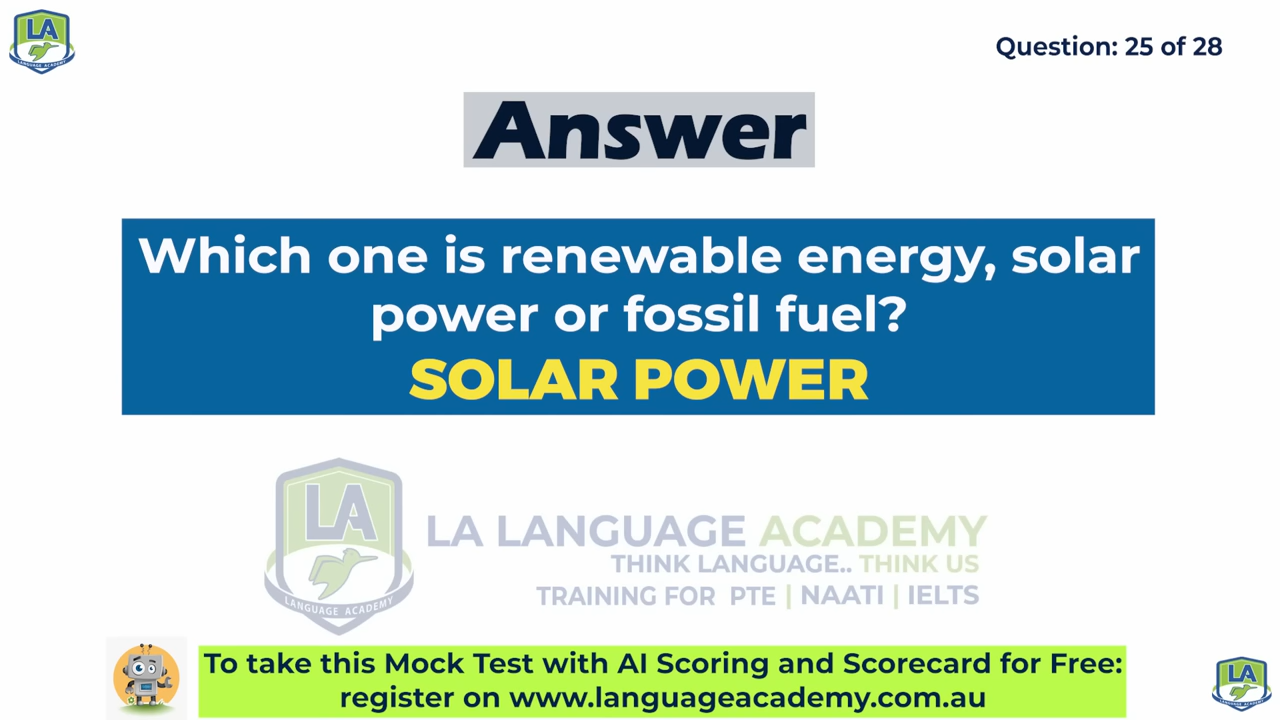 LA
LANGUAGE ACADEMY
Question: 25 of 28
Answer
Which one is renewable energy, solar
power or fossil fuel?
SOLAR POWER
LA
LANGUAGE ACADEMY
LA LANGUAGE ACADEMY
THINK LANGUAGE.. THINK US
TRAINING FOR PTE | NAATI | IELTS
To take this Mock Test with AI Scoring and Scorecard for Free:
register on www.languageacademy.com.au
LA
LANGUAGE ACADEMY